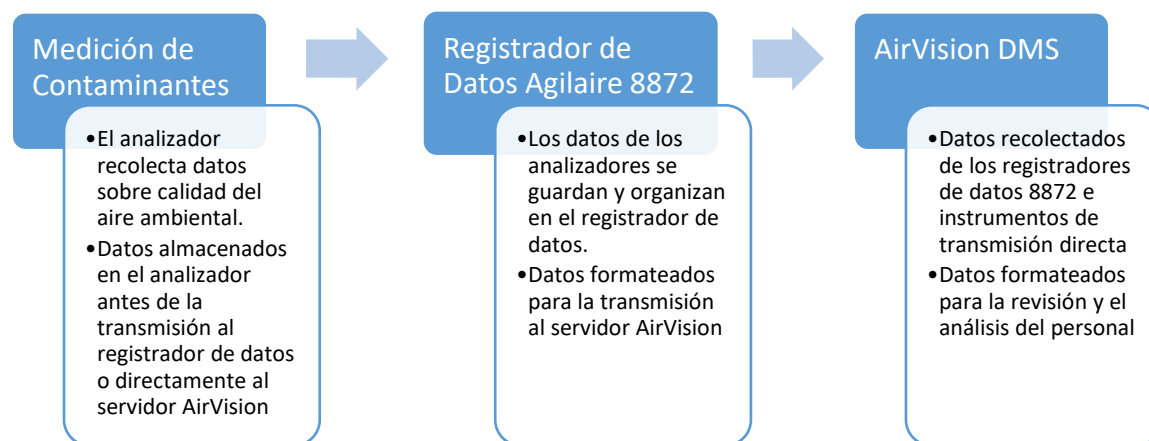 Medición de
Contaminantes
•El analizador
recolecta datos
sobre calidad del
aire ambiental.
•Datos almacenados
en el analizador
antes de la
transmisión al
registrador de datos
o directamente al
servidor AirVision
Registrador de
Datos Agilaire 8872
•Los datos de los
analizadores se
guardan y organizan
en el registrador de
datos.
•Datos formateados
para la transmisión
al servidor AirVision
AirVision DMS
•Datos recolectados
de los registradores
de datos 8872 e
instrumentos de
transmisión directa
•Datos formateados
para la revisión y el
análisis del personal